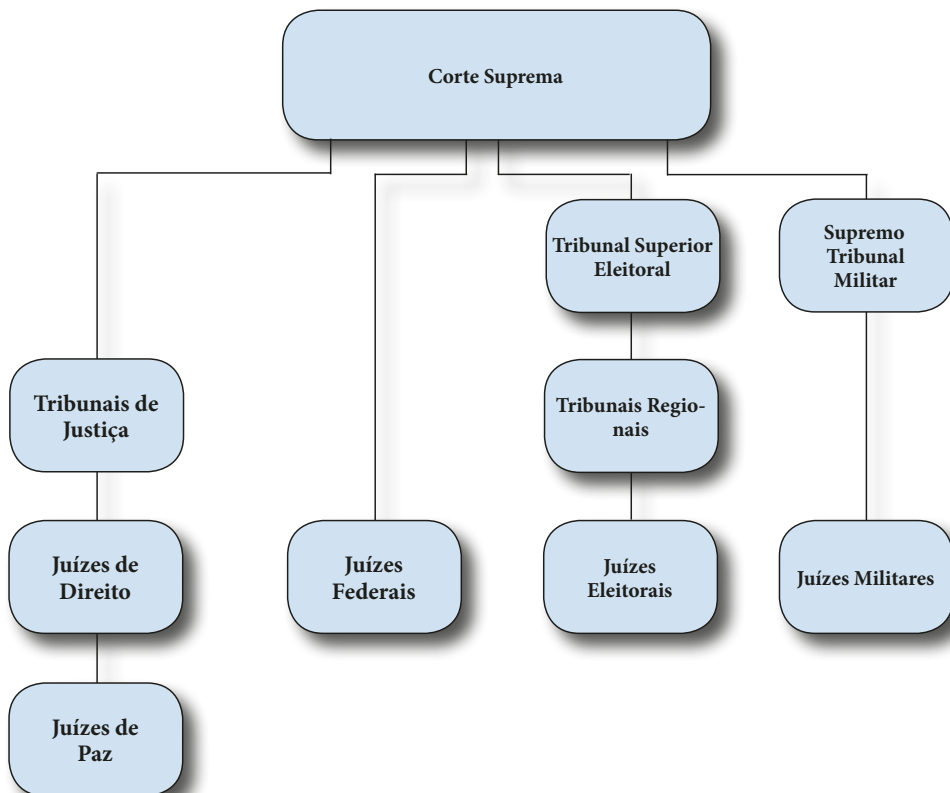 Corte Suprema
Tribunal Superior
Eleitoral
Supremo
Tribunal
Militar
Tribunais de
Justiça
Tribunais Regio-
nais
Juízes de
Direito
Juízes
Federais
Juízes
Eleitorais
Juízes Militares
Juízes de
Paz